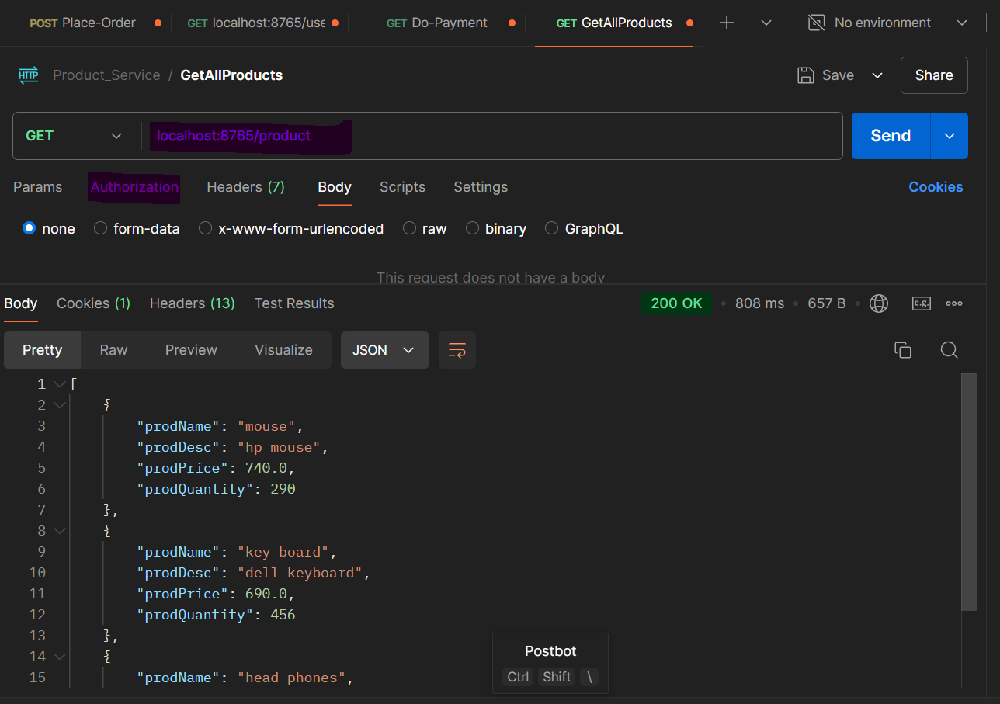 POST Place-Order GET localhost:8765/use GET Do-Payment GET GetAllProducts No environment
HTTP Product_Service / GetAllProducts Save Share
GET localhost:8765/product Send
Params Authorization Headers (7) Body Scripts Settings Cookies
none form-data x-www-form-urlencoded raw binary GraphQL
This request does not have a body
Body Cookies (1) Headers (13) Test Results 200 OK 808 ms 657 B e.g.
Pretty Raw Preview Visualize JSON
1 [
2 {
3 "prodName": "mouse",
4 "prodDesc": "hp mouse",
5 "prodPrice": 740.0,
6 "prodQuantity": 290
7 },
8 {
9 "prodName": "key board",
10 "prodDesc": "dell keyboard",
11 "prodPrice": 690.0,
12 "prodQuantity": 456
13 },
14 {
15 "prodName": "head phones",
Postbot
Ctrl Shift \